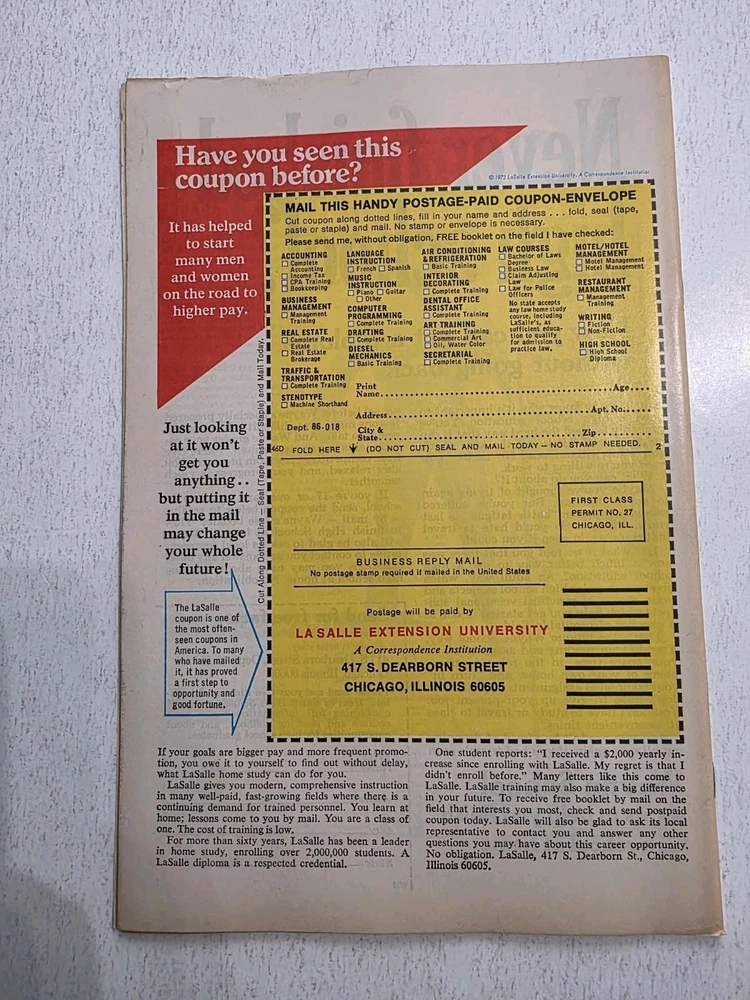 Have you seen this
coupon before?
© 1972 LaSalle Extension University, A Correspondence Institution
It has helped
to start
many men
and women
on the road to
higher pay.
MAIL THIS HANDY POSTAGE-PAID COUPON-ENVELOPE
Cut coupon along dotted lines, fill in your name and address . . . fold, seal (tape,
paste or staple) and mail. No stamp or envelope is necessary.
Please send me, without obligation, FREE booklet on the field I have checked:
ACCOUNTING
Complete
Accounting
Income Tax
CPA Training
Bookkeeping
BUSINESS
MANAGEMENT
Management
Training
REAL ESTATE
Complete Real
Estate
Real Estate
Brokerage
TRAFFIC &
TRANSPORTATION
Complete Training
STENOTYPE
Machine Shorthand
LANGUAGE
INSTRUCTION
French Spanish
MUSIC
INSTRUCTION
Piano Guitar
Other
COMPUTER
PROGRAMMING
Complete Training
DRAFTING
Complete Training
DIESEL
MECHANICS
Basic Training
AIR CONDITIONING
& REFRIGERATION
Basic Training
INTERIOR
DECORATING
Complete Training
DENTAL OFFICE
ASSISTANT
Complete Training
ART TRAINING
Complete Training
Commercial Art
Oil, Water Color
SECRETARIAL
Complete Training
LAW COURSES
Bachelor of Laws
Degree
Business Law
Claim Adjusting
Law
Law for Police
Officers
No state accepts
any law home study
course, including
LaSalle's, as
sufficient educa-
tion to qualify
for admission to
practice law.
MOTEL/HOTEL
MANAGEMENT
Motel Management
Hotel Management
RESTAURANT
MANAGEMENT
Management
Training
WRITING
Fiction
Non-Fiction
HIGH SCHOOL
High School
Diploma
Print
Name.......... Age....
Address.......... Apt. No.....
Dept. 86-018
City &
State.......... Zip..........
46D FOLD HERE (DO NOT CUT) SEAL AND MAIL TODAY — NO STAMP NEEDED. 2
Cut Along Dotted Line — Seal (Tape, Paste or Staple) and Mail Today.
Just looking
at it won't
get you
anything . .
but putting it
in the mail
may change
your whole
future!
The LaSalle
coupon is one of
the most often-
seen coupons in
America. To many
who have mailed
it, it has proved
a first step to
opportunity and
good fortune.
FIRST CLASS
PERMIT NO. 27
CHICAGO, ILL.
BUSINESS REPLY MAIL
No postage stamp required if mailed in the United States
Postage will be paid by
LA SALLE EXTENSION UNIVERSITY
A Correspondence Institution
417 S. DEARBORN STREET
CHICAGO, ILLINOIS 60605
If your goals are bigger pay and more frequent promo-
tion, you owe it to yourself to find out without delay,
what LaSalle home study can do for you.
LaSalle gives you modern, comprehensive instruction
in many well-paid, fast-growing fields where there is a
continuing demand for trained personnel. You learn at
home; lessons come to you by mail. You are a class of
one. The cost of training is low.
For more than sixty years, LaSalle has been a leader
in home study, enrolling over 2,000,000 students. A
LaSalle diploma is a respected credential.
One student reports: "I received a $2,000 yearly in-
crease since enrolling with LaSalle. My regret is that I
didn't enroll before." Many letters like this come to
LaSalle. LaSalle training may also make a big difference
in your future. To receive free booklet by mail on the
field that interests you most, check and send postpaid
coupon today. LaSalle will also be glad to ask its local
representative to contact you and answer any other
questions you may have about this career opportunity.
No obligation. LaSalle, 417 S. Dearborn St., Chicago,
Illinois 60605.